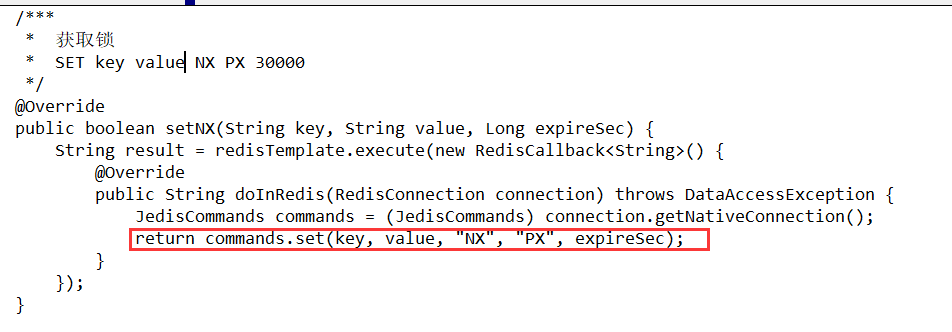 /***
 *  获取锁
 *  SET key value NX PX 30000
 */
@Override
public boolean setNX(String key, String value, Long expireSec) {
    String result = redisTemplate.execute(new RedisCallback<String>() {
        @Override
        public String doInRedis(RedisConnection connection) throws DataAccessException {
            JedisCommands commands = (JedisCommands) connection.getNativeConnection();
            return commands.set(key, value, "NX", "PX", expireSec);
        }
    });
}